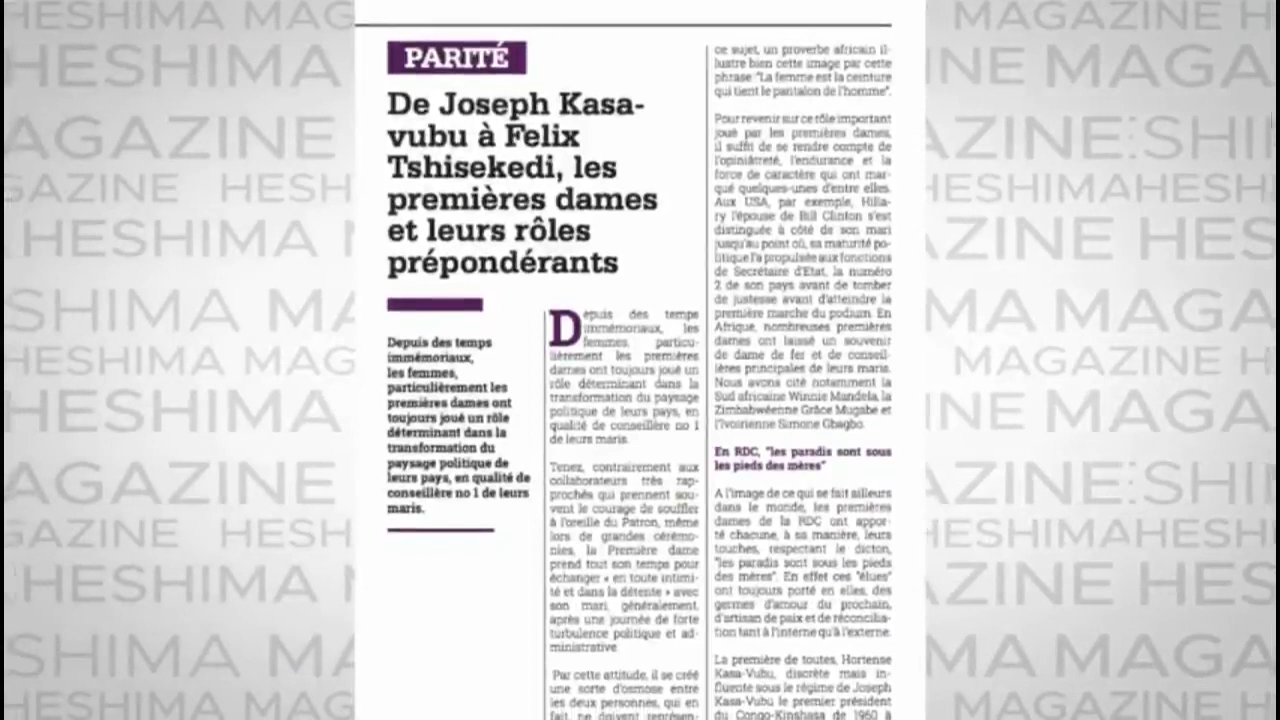 PARITÉ
De Joseph Kasa-
vubu à Felix
Tshisekedi, les
premières dames
et leurs rôles
prépondérants
Depuis des temps
immémoriaux,
les femmes,
particulièrement les
premières dames ont
toujours joué un rôle
déterminant dans la
transformation du
paysage politique de
leurs pays, en qualité de
conseillère no 1 de leurs
maris.
Depuis des temps
immémoriaux, les
femmes, particu-
lièrement les premières
dames ont toujours joué un
rôle déterminant dans la
transformation du paysage
politique de leurs pays, en
qualité de conseillère no 1
de leurs maris.
Tenez, contrairement aux
collaborateurs très rap-
prochés qui prennent sou-
vent le courage de souffler
à l'oreille du Patron, même
lors de grandes cérémo-
nies, la Première dame
prend tout son temps pour
échanger « en toute intimi-
té et dans la détente » avec
son mari, généralement,
après une journée de forte
turbulence politique et ad-
ministrative.
Par cette attitude, il se créé
une sorte d'osmose entre
les deux personnes, qui en
fait, ne doivent représen-
ce sujet, un proverbe africain il-
lustre bien cette image par cette
phrase "La femme est la ceinture
qui tient le pantalon de l'homme".
Pour revenir sur ce rôle important
joué par les premières dames,
il suffit de se rendre compte de
l'opiniâtreté, l'endurance et la
force de caractère qui ont mar-
qué quelques-unes d'entre elles.
Aux USA, par exemple, Hilla-
ry l'épouse de Bill Clinton s'est
distinguée à côté de son mari
jusqu'au point où, sa maturité po-
litique l'a propulsée aux fonctions
de Secrétaire d'Etat, la numéro
2 de son pays avant de tomber
de justesse avant d'atteindre la
première marche du podium. En
Afrique, nombreuses premières
dames ont laissé un souvenir
de dame de fer et de conseil-
lères principales de leurs maris.
Nous avons cité notamment la
Sud africaine Winnie Mandela, la
Zimbabwéenne Grâce Mugabe et
l'Ivoirienne Simone Gbagbo.
En RDC, "les paradis sont sous
les pieds des mères"
A l'image de ce qui se fait ailleurs
dans le monde, les premières
dames de la RDC ont appor-
té chacune, à sa manière, leurs
touches, respectant le dicton,
"les paradis sont sous les pieds
des mères". En effet ces "élues"
ont toujours porté en elles, des
germes d'amour du prochain,
d'artisan de paix et de réconcilia-
tion tant à l'interne qu'à l'externe.
La première de toutes, Hortense
Kasa-Vubu, discrète mais in-
fluente sous le régime de Joseph
Kasa-Vubu le premier président
du Congo-Kinshasa de 1960 à
HESHIMA MAGAZINE